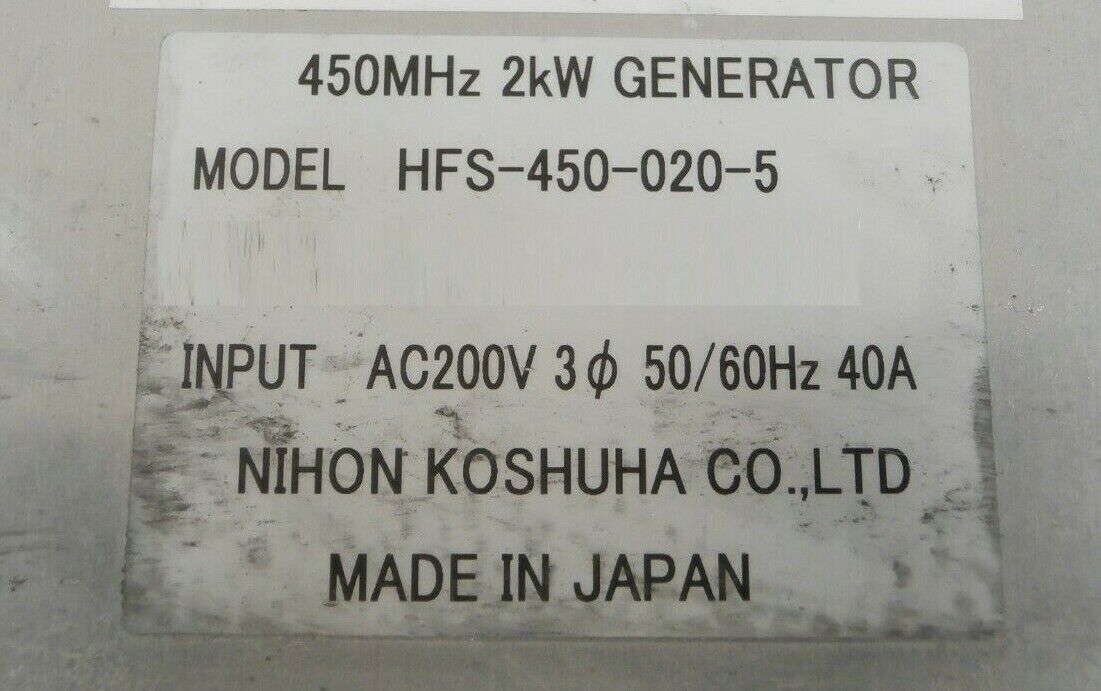 450MHz 2kW GENERATOR
MODEL HFS-450-020-5
INPUT AC200V 3φ 50/60Hz 40A
NIHON KOSHUHA CO.,LTD
MADE IN JAPAN